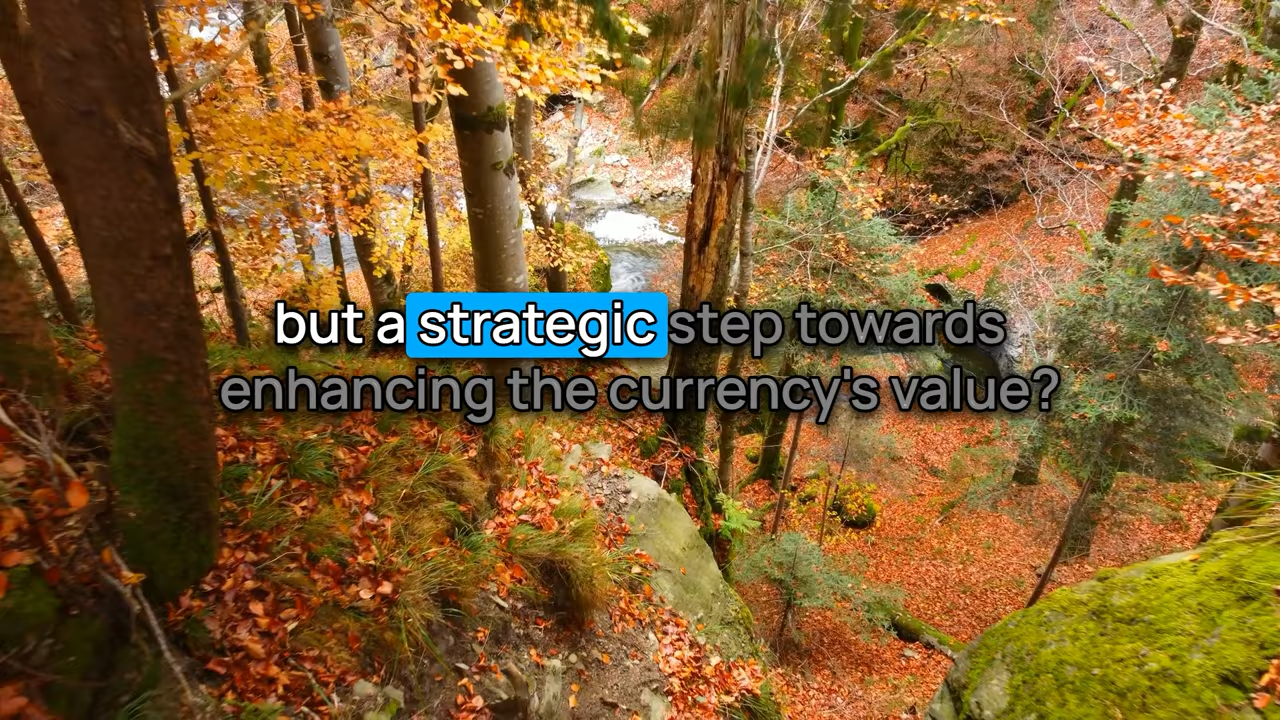 but a strategic step towards
enhancing the currency's value?